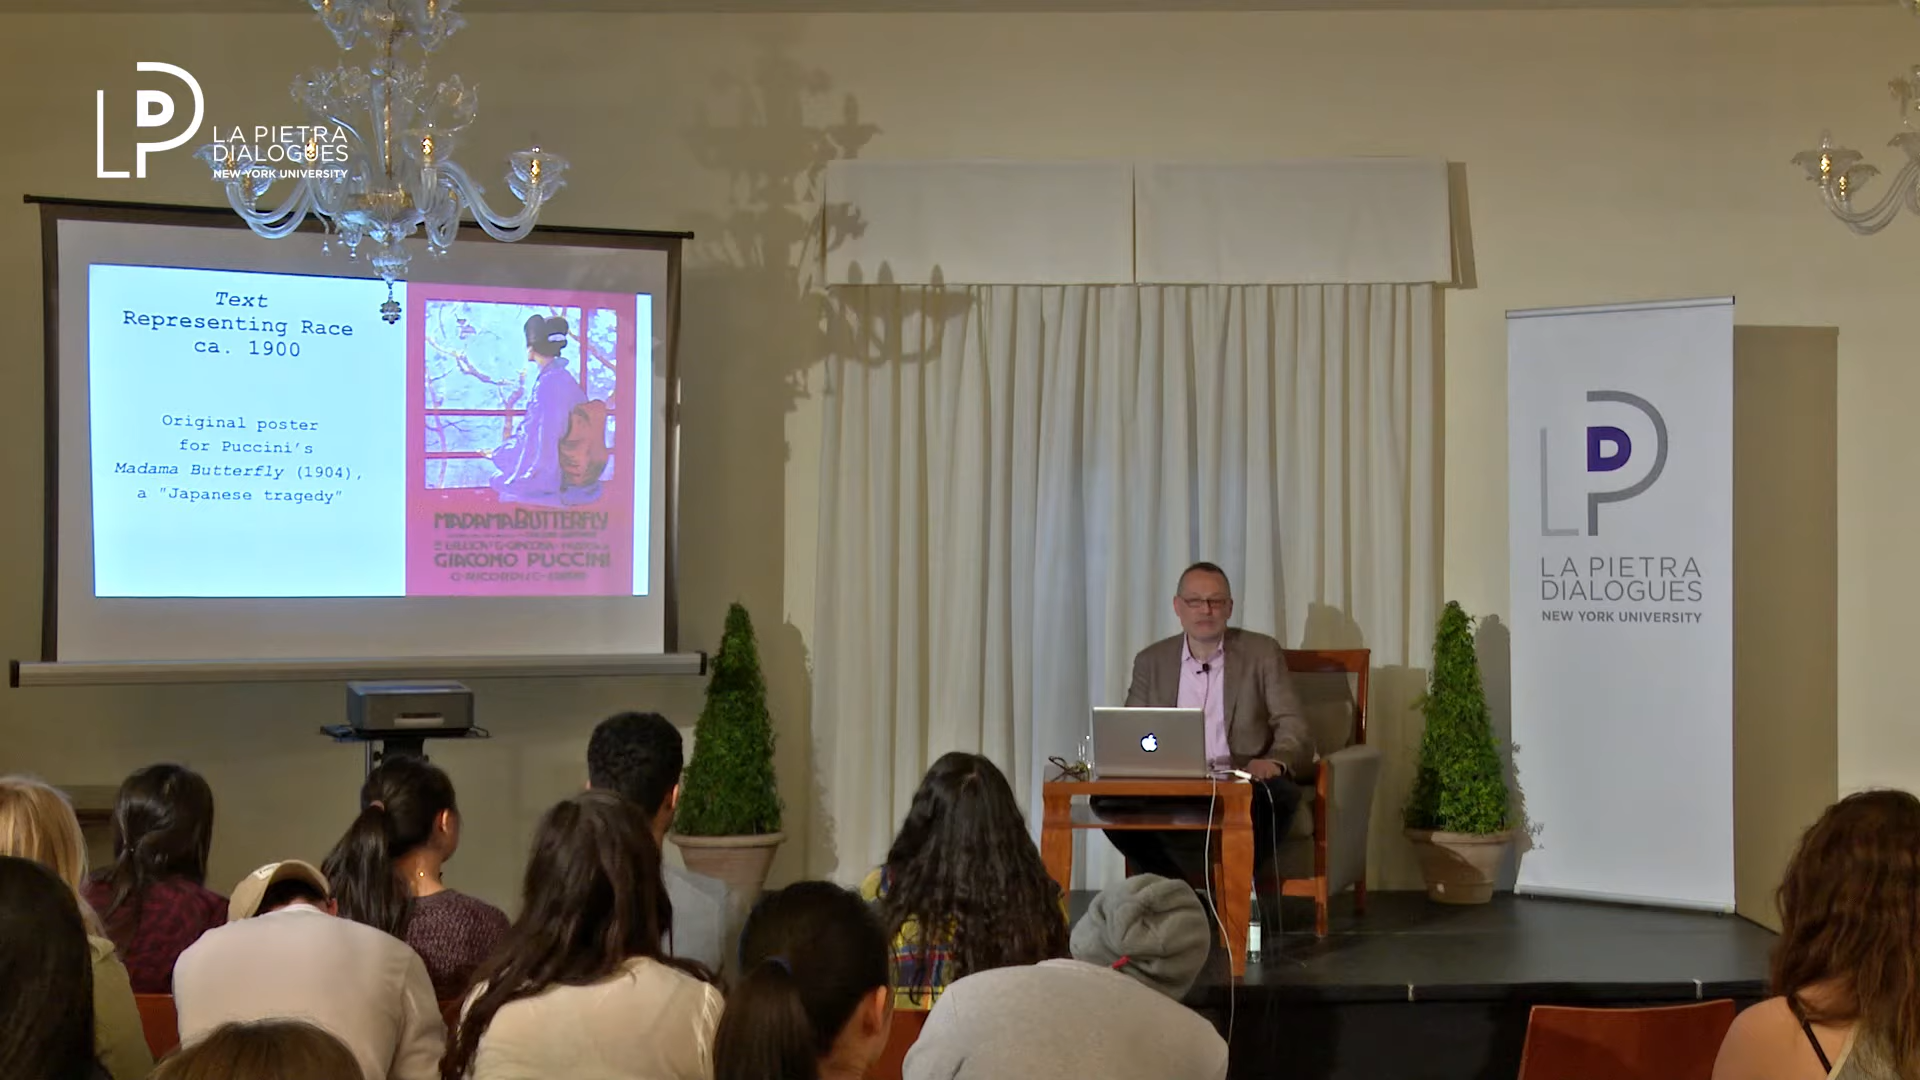 LA PIETRA
DIALOGUES
NEW YORK UNIVERSITY
Text
Representing Race
ca. 1900
Original poster
for Puccini's
Madama Butterfly (1904),
a "Japanese tragedy"
MADAMA BUTTERFLY
GIACOMO PUCCINI
LA PIETRA
DIALOGUES
NEW YORK UNIVERSITY